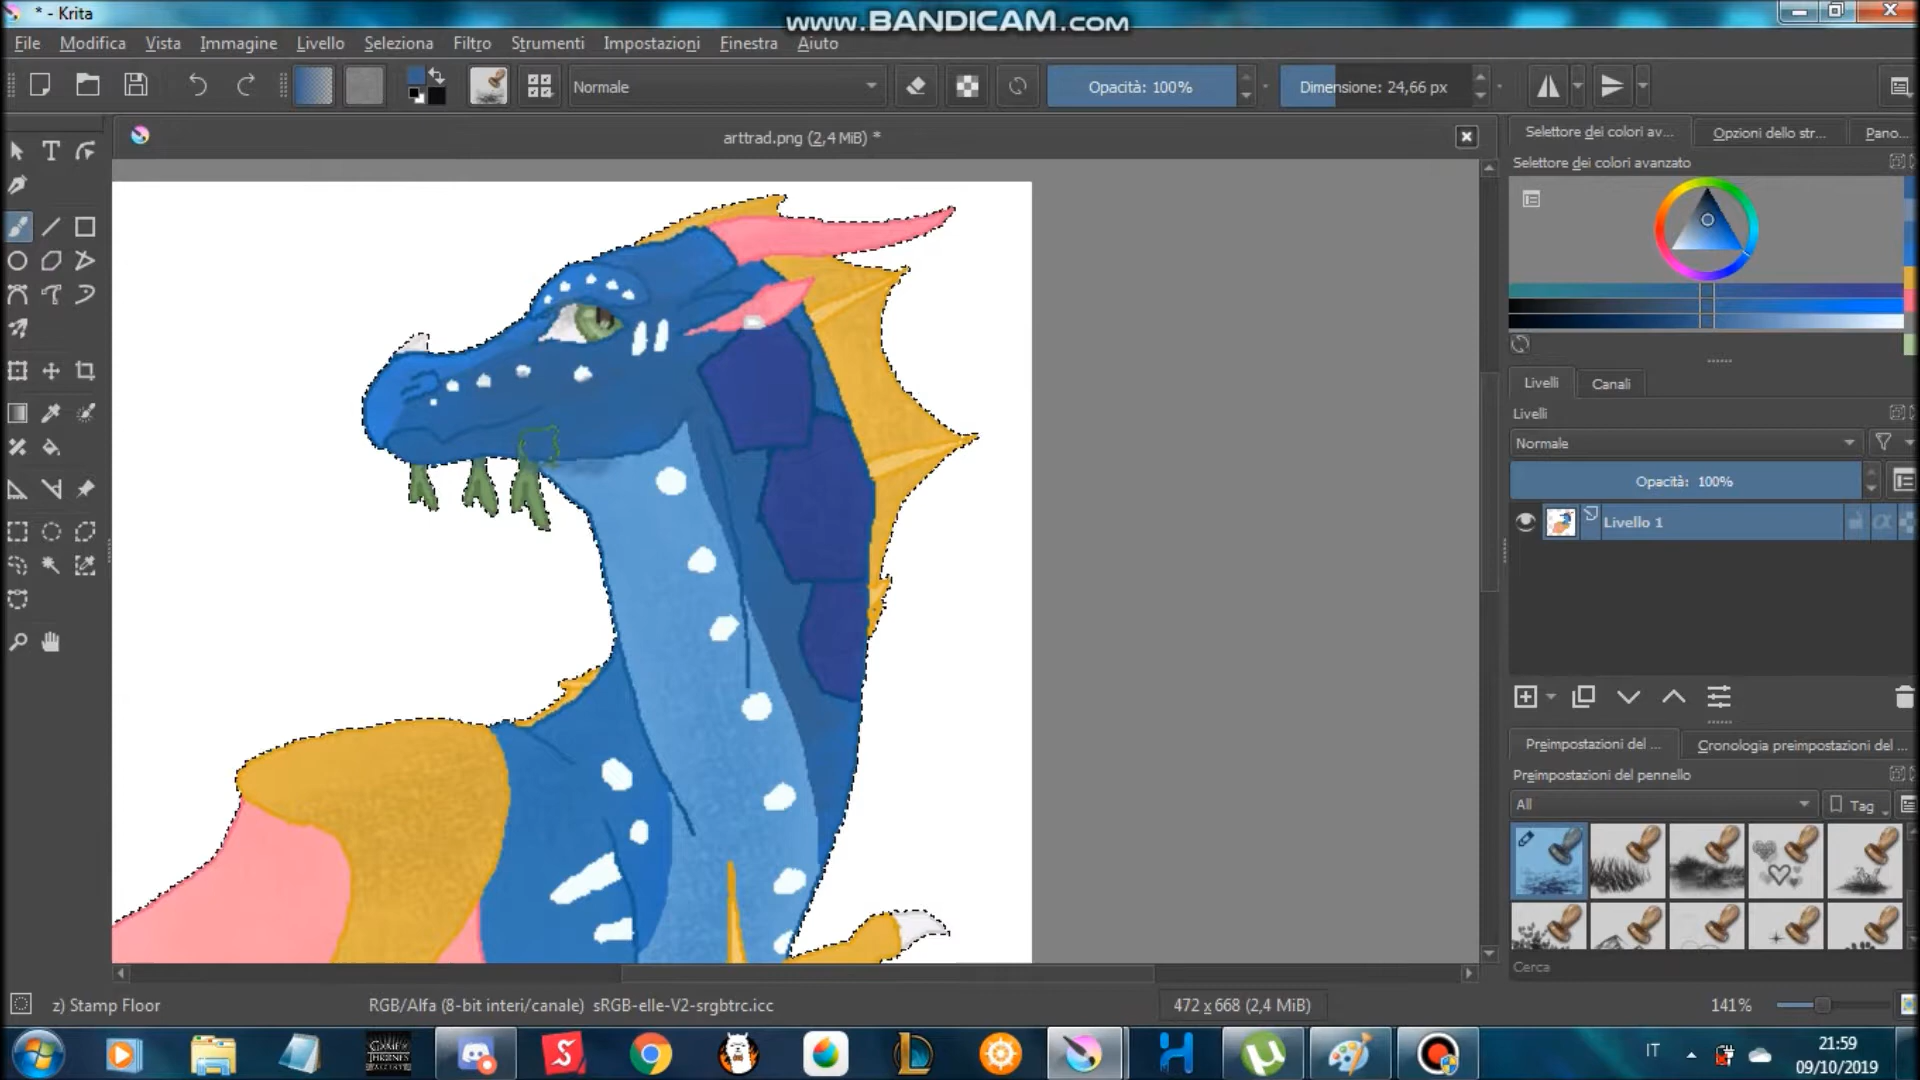 * - Krita
www.BANDICAM.com
File Modifica Vista Immagine Livello Seleziona Filtro Strumenti Impostazioni Finestra Aiuto
Normale
Opacità: 100%
Dimensione: 24,66 px
arttrad.png (2,4 MiB) *
Selettore dei colori av...
Opzioni dello str...
Pano...
Selettore dei colori avanzato
Livelli
Canali
Livelli
Normale
Opacità: 100%
Livello 1
Preimpostazioni del ...
Cronologia preimpostazioni del ...
Preimpostazioni del pennello
All
Tag
Cerca
z) Stamp Floor
RGB/Alfa (8-bit interi/canale) sRGB-elle-V2-srgbtrc.icc
472 x 668 (2,4 MiB)
141%
IT
21:59
09/10/2019